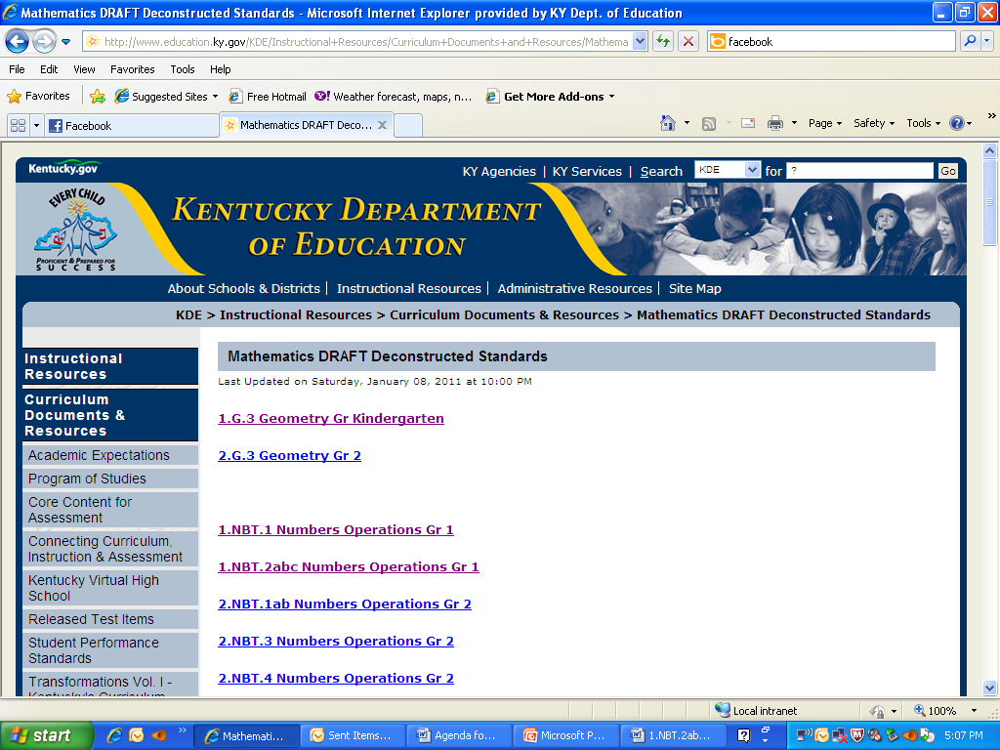 Mathematics DRAFT Deconstructed Standards - Microsoft Internet Explorer provided by KY Dept. of Education
http://www.education.ky.gov/KDE/Instructional+Resources/Curriculum+Documents+and+Resources/Mathema
facebook
File Edit View Favorites Tools Help
Favorites Suggested Sites Free Hotmail Weather forecast, maps, n... Get More Add-ons
Facebook Mathematics DRAFT Deco... Page Safety Tools
Kentucky.gov KY Agencies | KY Services | Search KDE for ? Go
EVERY CHILD
PROFICIENT & PREPARED FOR
SUCCESS
KENTUCKY DEPARTMENT
OF EDUCATION
About Schools & Districts | Instructional Resources | Administrative Resources | Site Map
KDE > Instructional Resources > Curriculum Documents & Resources > Mathematics DRAFT Deconstructed Standards
Instructional
Resources
Curriculum
Documents &
Resources
Academic Expectations
Program of Studies
Core Content for
Assessment
Connecting Curriculum,
Instruction & Assessment
Kentucky Virtual High
School
Released Test Items
Student Performance
Standards
Transformations Vol. I -
Kentucky's Curriculum
Mathematics DRAFT Deconstructed Standards
Last Updated on Saturday, January 08, 2011 at 10:00 PM
1.G.3 Geometry Gr Kindergarten
2.G.3 Geometry Gr 2
1.NBT.1 Numbers Operations Gr 1
1.NBT.2abc Numbers Operations Gr 1
2.NBT.1ab Numbers Operations Gr 2
2.NBT.3 Numbers Operations Gr 2
2.NBT.4 Numbers Operations Gr 2
Local intranet 100%
start Mathemati... Sent Items... Agenda fo... Microsoft P... 1.NBT.2ab... 5:07 PM